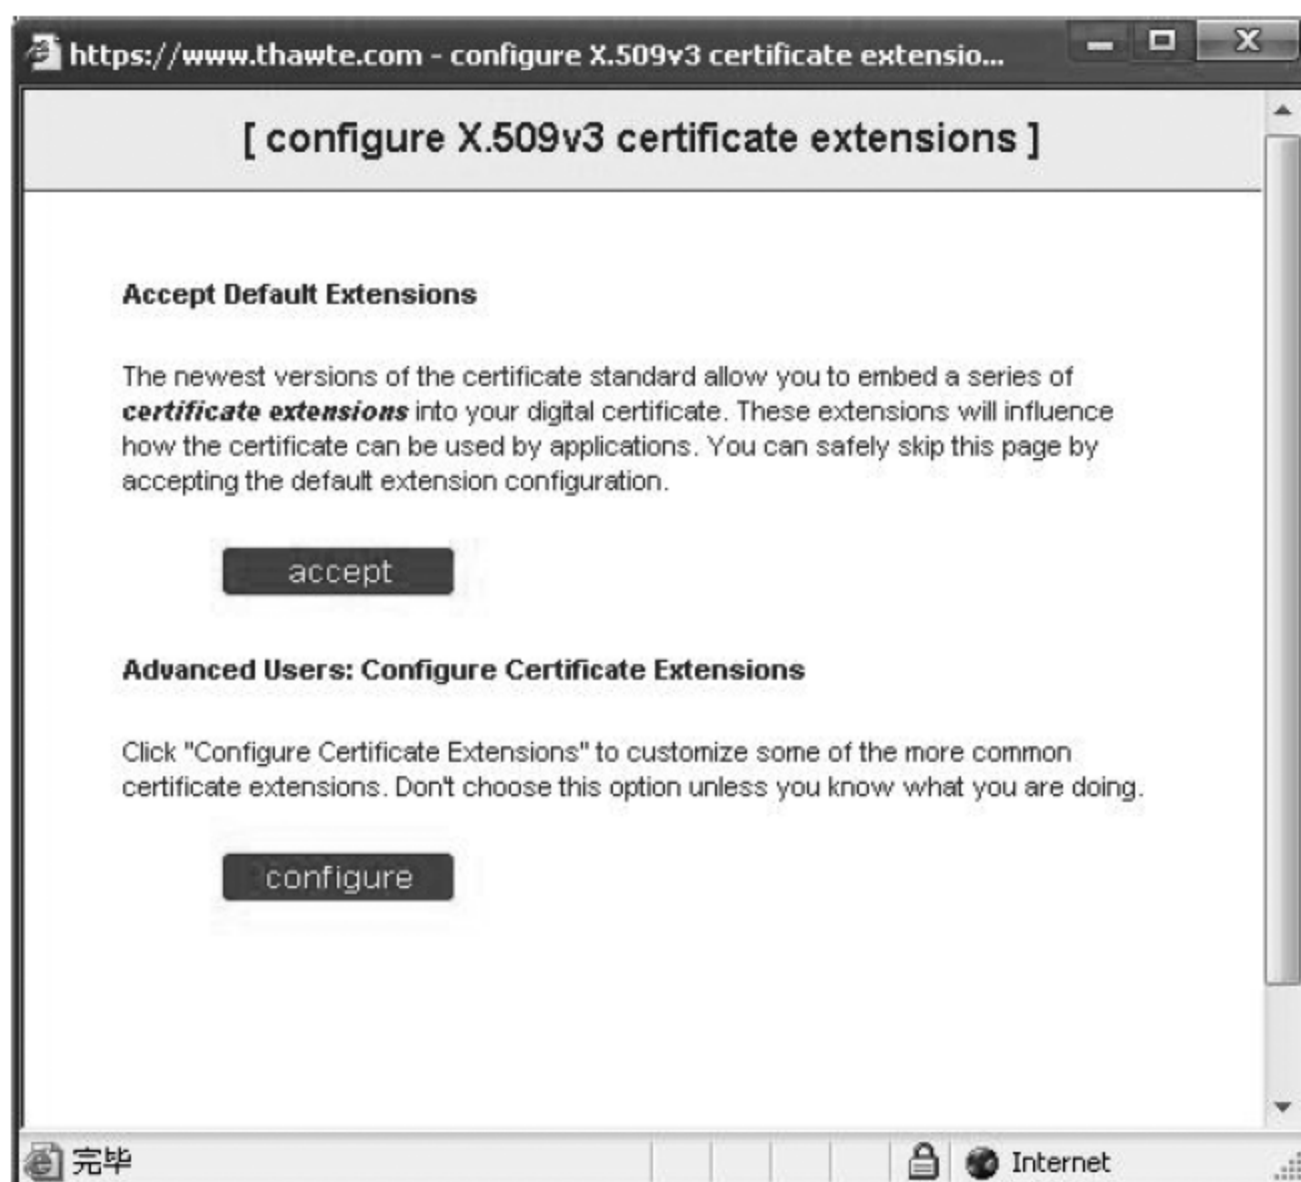 https://www.thawte.com - configure X.509v3 certificate extensio...
[ configure X.509v3 certificate extensions ]
Accept Default Extensions
The newest versions of the certificate standard allow you to embed a series of
certificate extensions into your digital certificate. These extensions will influence
how the certificate can be used by applications. You can safely skip this page by
accepting the default extension configuration.
accept
Advanced Users: Configure Certificate Extensions
Click "Configure Certificate Extensions" to customize some of the more common
certificate extensions. Don't choose this option unless you know what you are doing.
configure
完毕 Internet